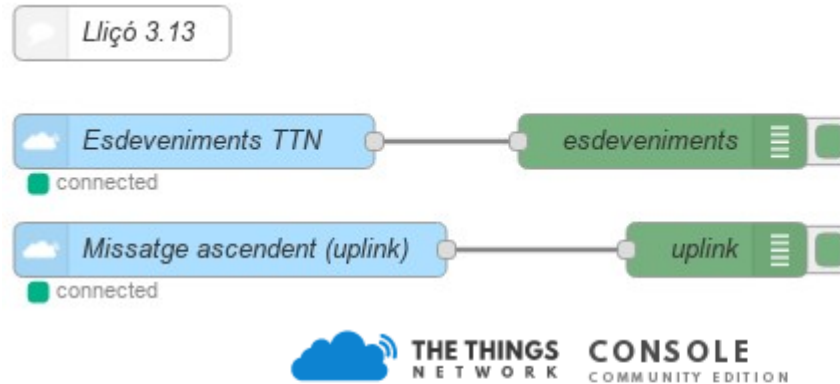 Lliçó 3.13
Esdeveniments TTN
esdeveniments
connected
Missatge ascendent (uplink)
uplink
connected
THE THINGS
NETWORK
CONSOLE
COMMUNITY EDITION